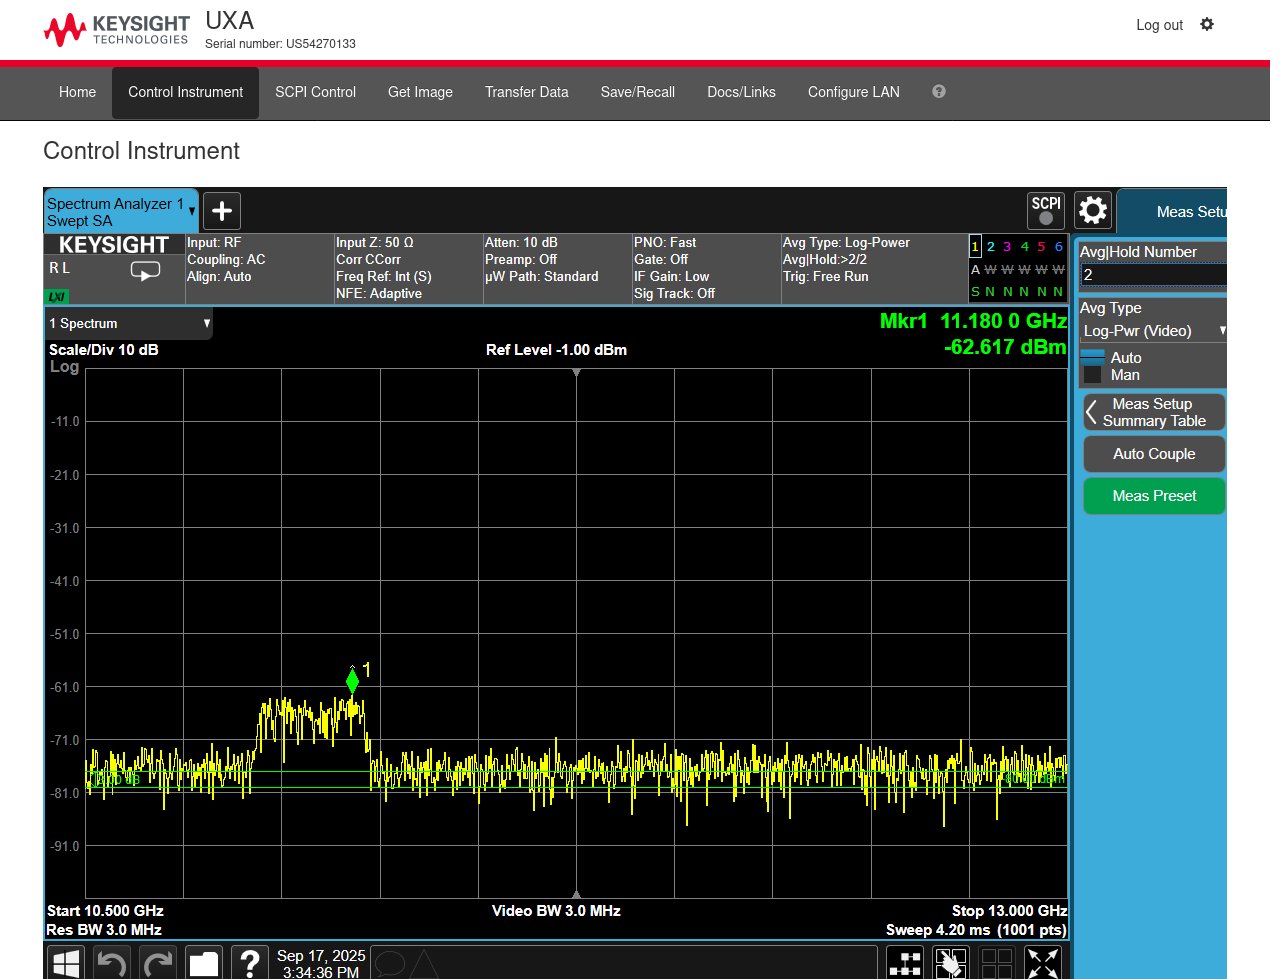 KEYSIGHT
TECHNOLOGIES
UXA
Serial number: US54270133
Log out
Home
Control Instrument
SCPI Control
Get Image
Transfer Data
Save/Recall
Docs/Links
Configure LAN
?
Control Instrument
Spectrum Analyzer 1
Swept SA
SCPI
Meas Setu
KEYSIGHT
R L
LXI
Input: RF
Coupling: AC
Align: Auto
Input Z: 50 Ω
Corr CCorr
Freq Ref: Int (S)
NFE: Adaptive
Atten: 10 dB
Preamp: Off
µW Path: Standard
PNO: Fast
Gate: Off
IF Gain: Low
Sig Track: Off
Avg Type: Log-Power
Avg|Hold:>2/2
Trig: Free Run
1 2 3 4 5 6
A W W W W W
S N N N N N
Avg|Hold Number
2
Avg Type
Log-Pwr (Video)
Auto
Man
Meas Setup
Summary Table
Auto Couple
Meas Preset
1 Spectrum
Mkr1 11.180 0 GHz
-62.617 dBm
Scale/Div 10 dB
Ref Level -1.00 dBm
Log
-11.0
-21.0
-31.0
-41.0
-51.0
1
-61.0
-71.0
-81.0
-91.0
Start 10.500 GHz
Video BW 3.0 MHz
Stop 13.000 GHz
Res BW 3.0 MHz
Sweep 4.20 ms (1001 pts)
?
Sep 17, 2025
3:34:36 PM